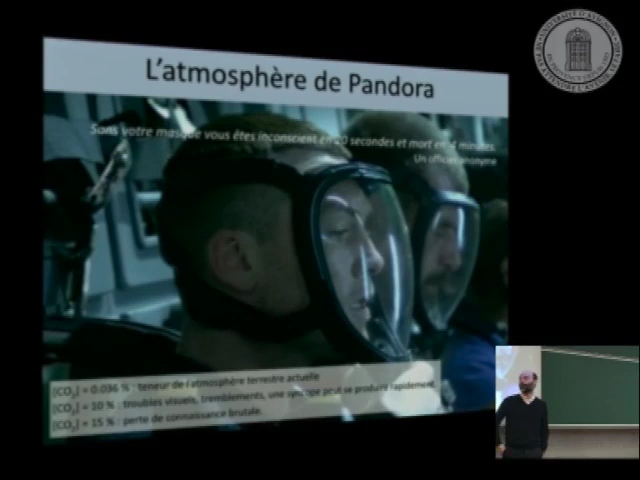 L'atmosphère de Pandora
Sans votre masque vous êtes inconscient en 20 secondes et mort en 4 minutes.
Un officier anonyme
[CO₂] = 0.036 % : teneur de l'atmosphère terrestre actuelle
[CO₂] = 10 % : troubles visuels, tremblements, une syncope peut se produire rapidement
[CO₂] = 15 % : perte de connaissance brutale.